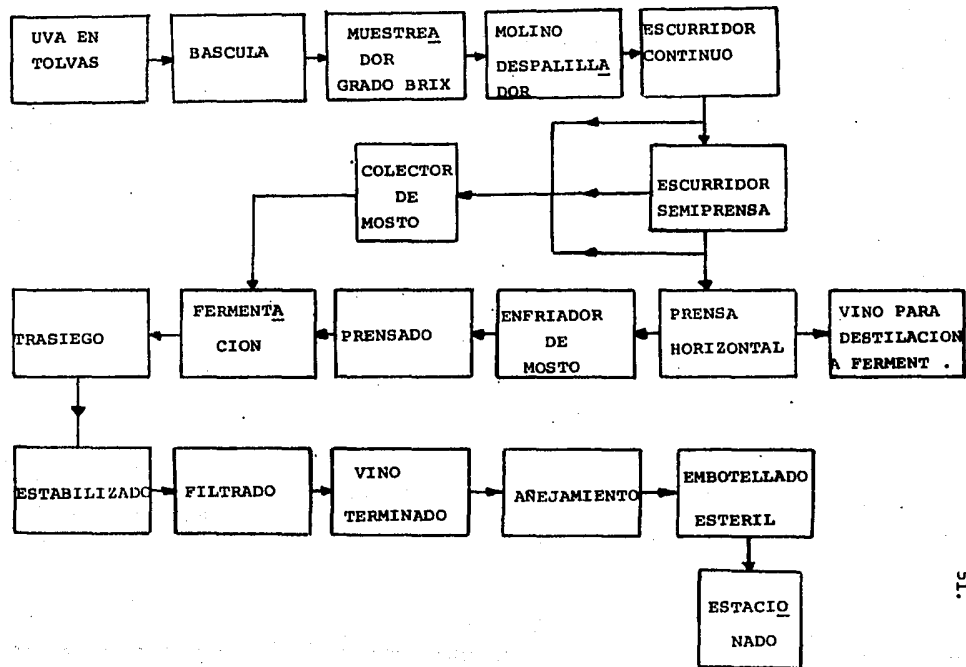 UVA EN
TOLVAS
BASCULA
MUESTREA
DOR
GRADO BRIX
MOLINO
DESPALILLA
DOR
ESCURRIDOR
CONTINUO
COLECTOR
DE
MOSTO
ESCURRIDOR
SEMIPRENSA
TRASIEGO
FERMENTA
CION
PRENSADO
ENFRIADOR
DE
MOSTO
PRENSA
HORIZONTAL
VINO PARA
DESTILACION
A FERMENT .
ESTABILIZADO
FILTRADO
VINO
TERMINADO
AÑEJAMIENTO
EMBOTELLADO
ESTERIL
ESTACIO
NADO